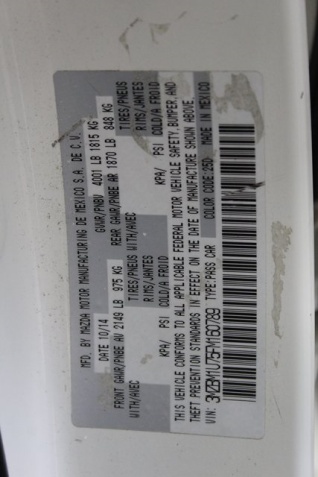 MFD. BY MAZDA MOTOR MANUFACTURING DE MEXICO S.A. DE C.V.
DATE 10/14 GVWR/PNBV 4001 LB 1815 KG
FRONT GAWR/PNBE AV 2149 LB 975 KG REAR GAWR/PNBE AR 1870 LB 848 KG
WITH/AVEC TIRES/PNEUS WITH/AVEC TIRES/PNEUS
RIMS/JANTES RIMS/JANTES
KPA/ PSI COLD/A FROID KPA/ PSI COLD/A FROID
THIS VEHICLE CONFORMS TO ALL APPLICABLE FEDERAL MOTOR VEHICLE SAFETY,BUMPER,AND
THEFT PREVENTION STANDARDS IN EFFECT ON THE DATE OF MANUFACTURE SHOWN ABOVE
VIN: 3MZBM1U75FM160789 TYPE:PASS CAR COLOR CODE:25D MADE IN MEXICO